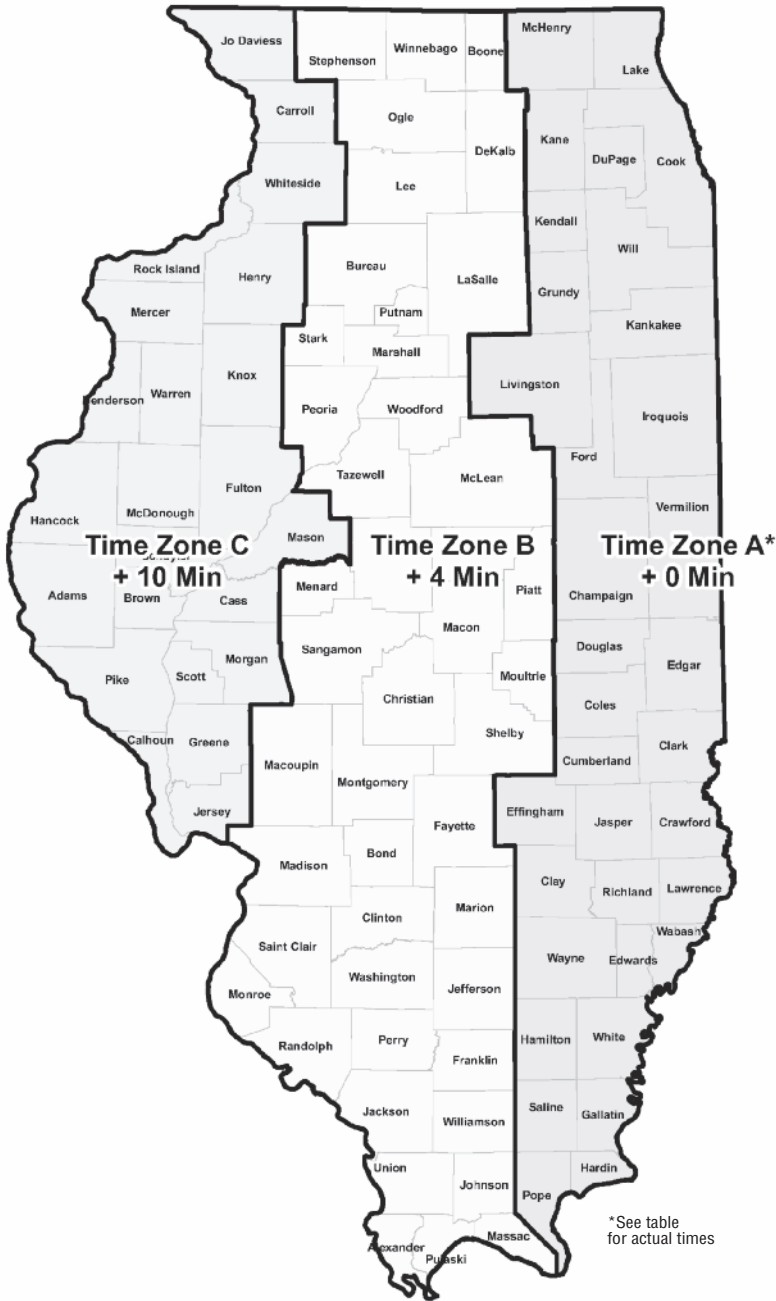 Jo Daviess
Stephenson
Winnebago
Boone
McHenry
Lake
Carroll
Ogle
DeKalb
Kane
DuPage
Cook
Whiteside
Lee
Kendall
Will
Rock Island
Henry
Bureau
LaSalle
Grundy
Mercer
Putnam
Kankakee
Stark
Marshall
Knox
Livingston
enderson
Warren
Peoria
Woodford
Iroquois
Ford
Tazewell
McLean
Fulton
Vermilion
Hancock
McDonough
Mason
Time Zone C
+ 10 Min
Time Zone B
+ 4 Min
Time Zone A*
+ 0 Min
Adams
Brown
Cass
Menard
Piatt
Champaign
Macon
Sangamon
Douglas
Edgar
Pike
Scott
Morgan
Moultrie
Christian
Coles
Shelby
Calhoun
Greene
Clark
Cumberland
Macoupin
Montgomery
Jersey
Effingham
Jasper
Crawford
Fayette
Bond
Madison
Clay
Richland
Lawrence
Marion
Clinton
Saint Clair
Wabash
Wayne
Edwards
Washington
Jefferson
Monroe
Randolph
Perry
Hamilton
White
Franklin
Jackson
Saline
Gallatin
Williamson
Union
Hardin
Johnson
Pope
Massac
Alexander
Pulaski
*See table
for actual times